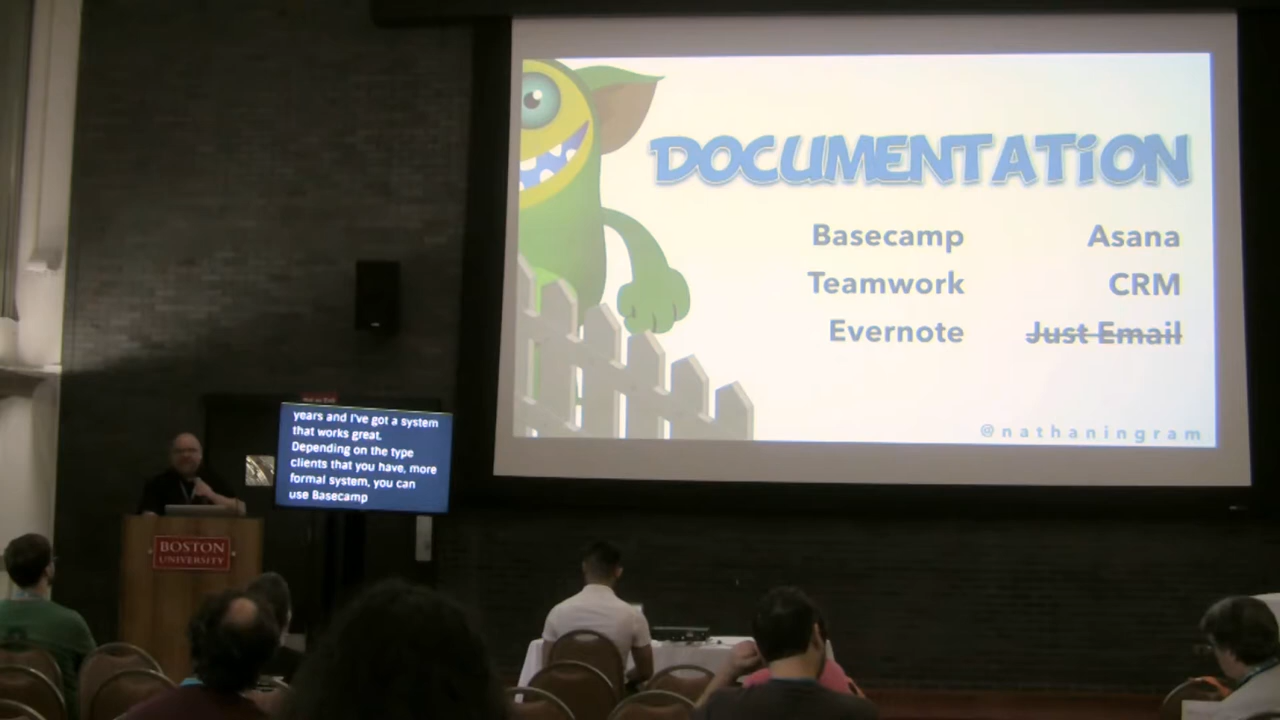 DOCUMENTATiON
Basecamp Asana
Teamwork CRM
Evernote Just Email
@nathaningram
years and I've got a system
that works great.
Depending on the type
clients that you have, more
formal system, you can
use Basecamp
BOSTON
UNIVERSITY